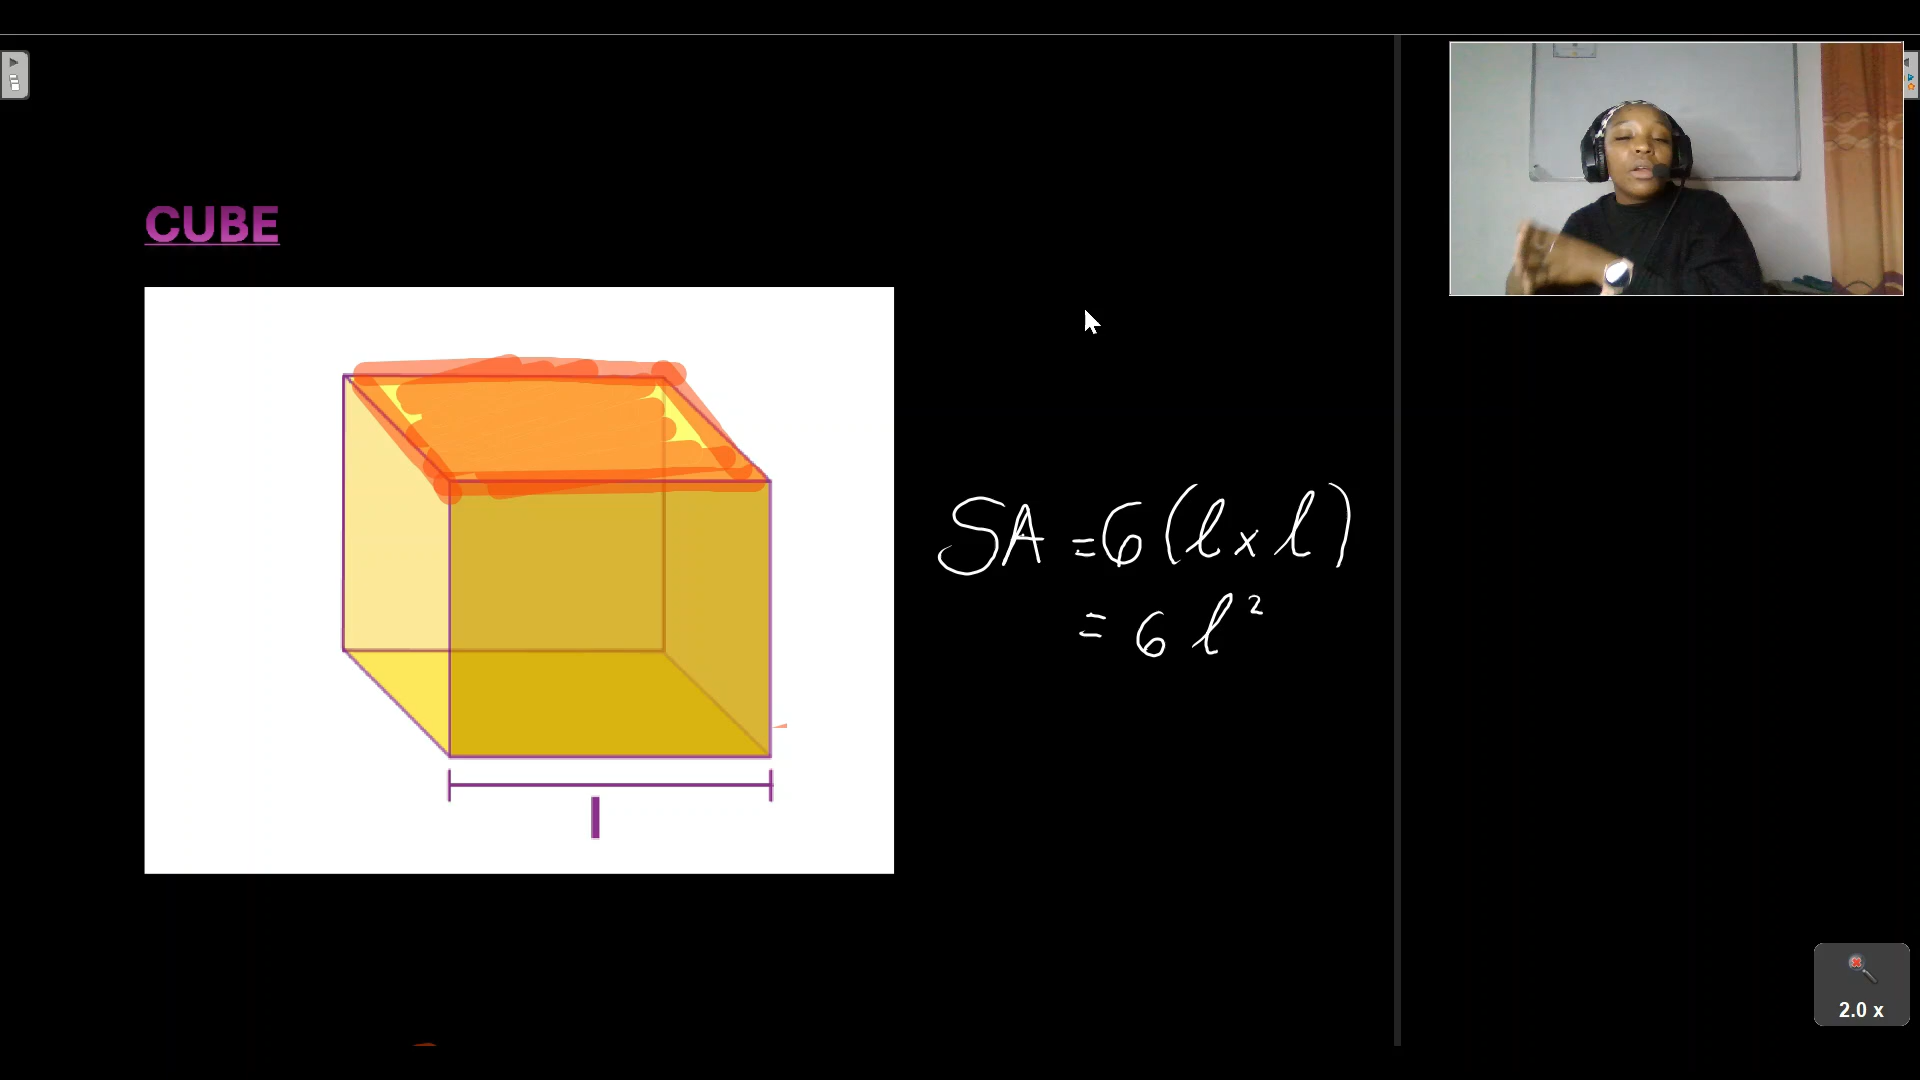 CUBE
SA = 6 (l x l)
= 6 l²
l
2.0 x